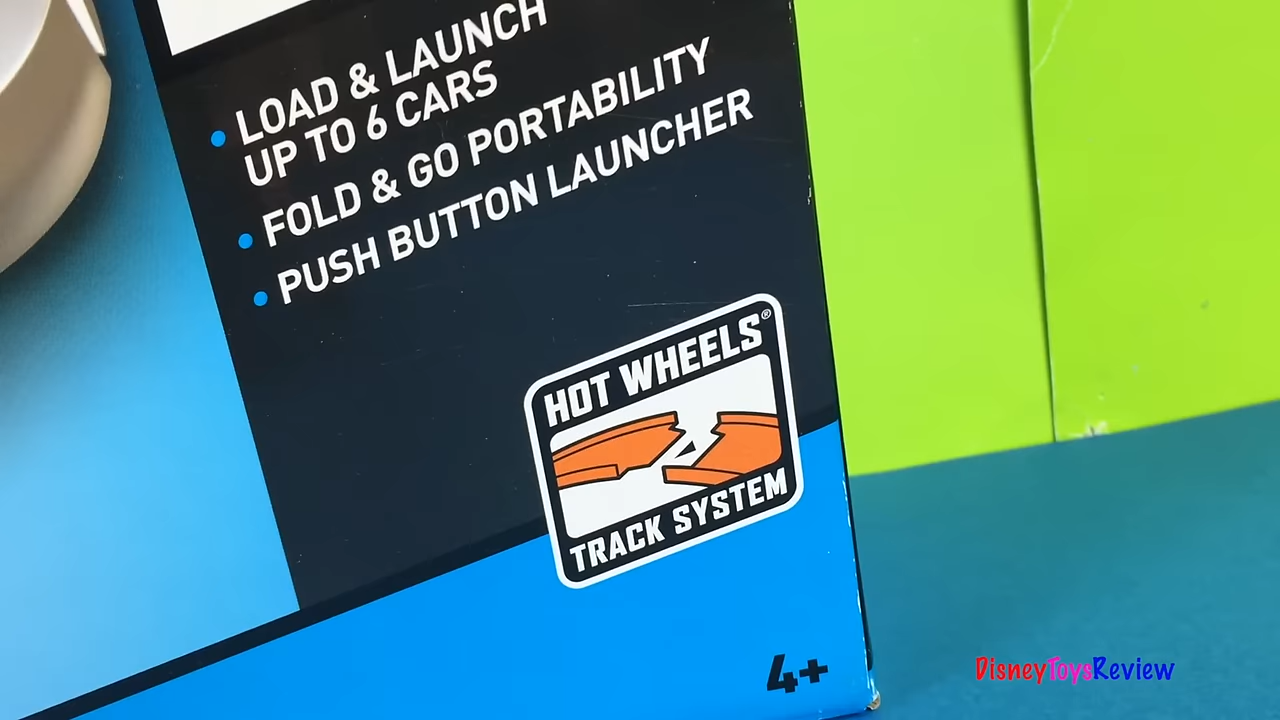 • LOAD & LAUNCH
UP TO 6 CARS
• FOLD & GO PORTABILITY
• PUSH BUTTON LAUNCHER
HOT WHEELS®
TRACK SYSTEM
4+
DisneyToysReview